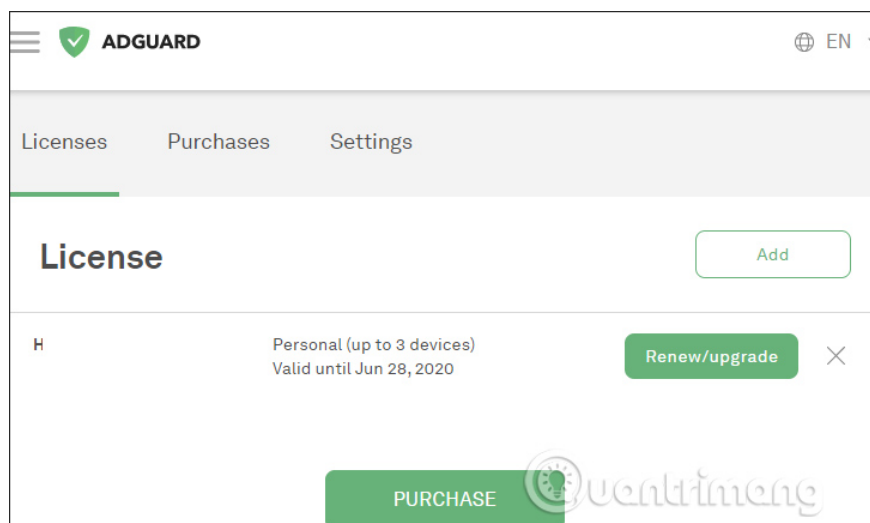 ADGUARD
EN
Licenses Purchases Settings
License
Add
H
Personal (up to 3 devices)
Valid until Jun 28, 2020
Renew/upgrade
PURCHASE
Quantrimang